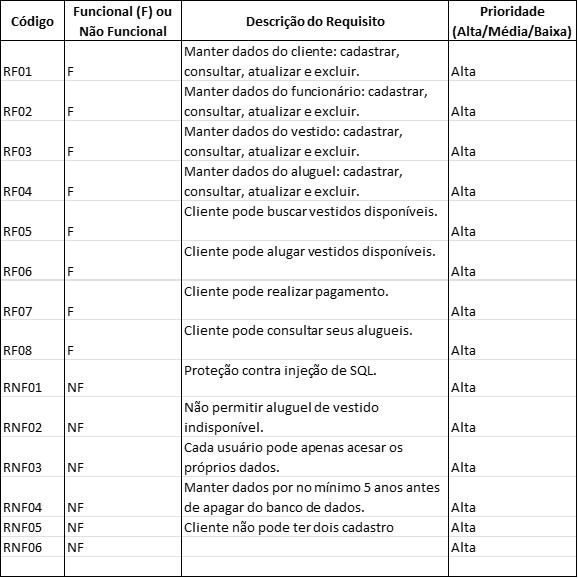 Código
Funcional (F) ou
Não Funcional
Descrição do Requisito
Prioridade
(Alta/Média/Baixa)
RF01 F Manter dados do cliente: cadastrar,
consultar, atualizar e excluir. Alta
RF02 F Manter dados do funcionário: cadastrar,
consultar, atualizar e excluir. Alta
RF03 F Manter dados do vestido: cadastrar,
consultar, atualizar e excluir. Alta
RF04 F Manter dados do aluguel: cadastrar,
consultar, atualizar e excluir. Alta
RF05 F Cliente pode buscar vestidos disponíveis. Alta
RF06 F Cliente pode alugar vestidos disponíveis. Alta
RF07 F Cliente pode realizar pagamento. Alta
RF08 F Cliente pode consultar seus alugueis. Alta
RNF01 NF Proteção contra injeção de SQL. Alta
RNF02 NF Não permitir aluguel de vestido
indisponível. Alta
RNF03 NF Cada usuário pode apenas acesar os
próprios dados. Alta
RNF04 NF Manter dados por no mínimo 5 anos antes
de apagar do banco de dados. Alta
RNF05 NF Cliente não pode ter dois cadastro Alta
RNF06 NF Alta